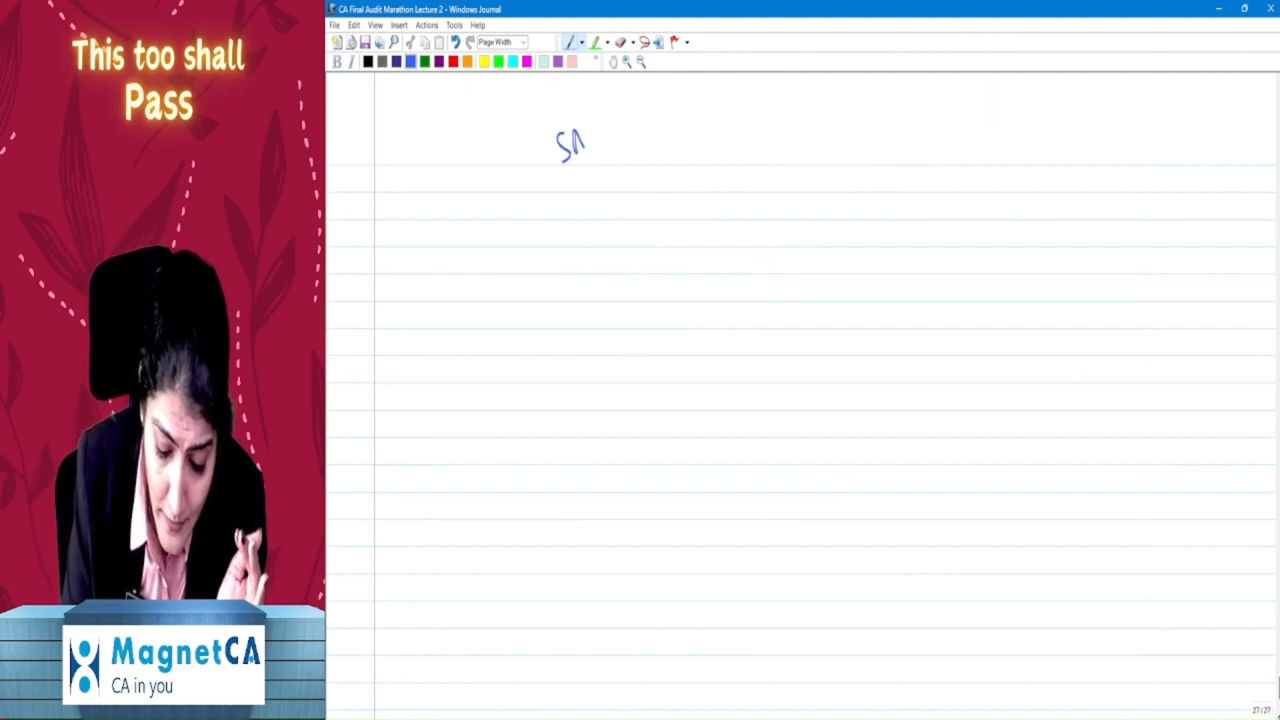 This too shall
Pass
CA Final Audit Marathon Lecture 2 - Windows Journal
File Edit View Insert Actions Tools Help
Page Width
B I
SA
MagnetCA
CA in you
27/27